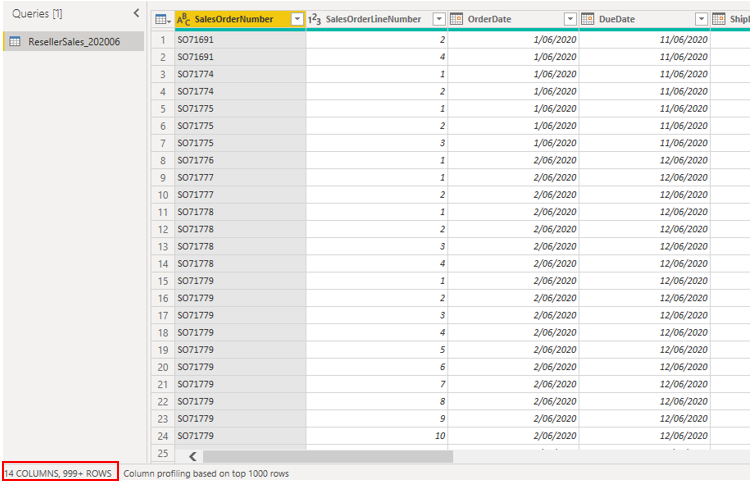 Queries [1]
ResellerSales_202006
ABC SalesOrderNumber 123 SalesOrderLineNumber OrderDate DueDate
1 SO71691 2 1/06/2020 11/06/2020
2 SO71691 4 1/06/2020 11/06/2020
3 SO71774 1 1/06/2020 11/06/2020
4 SO71774 2 1/06/2020 11/06/2020
5 SO71775 1 1/06/2020 11/06/2020
6 SO71775 2 1/06/2020 11/06/2020
7 SO71775 3 1/06/2020 11/06/2020
8 SO71776 1 2/06/2020 12/06/2020
9 SO71777 1 2/06/2020 12/06/2020
10 SO71777 2 2/06/2020 12/06/2020
11 SO71778 1 2/06/2020 12/06/2020
12 SO71778 2 2/06/2020 12/06/2020
13 SO71778 3 2/06/2020 12/06/2020
14 SO71778 4 2/06/2020 12/06/2020
15 SO71779 1 2/06/2020 12/06/2020
16 SO71779 2 2/06/2020 12/06/2020
17 SO71779 3 2/06/2020 12/06/2020
18 SO71779 4 2/06/2020 12/06/2020
19 SO71779 5 2/06/2020 12/06/2020
20 SO71779 6 2/06/2020 12/06/2020
21 SO71779 7 2/06/2020 12/06/2020
22 SO71779 8 2/06/2020 12/06/2020
23 SO71779 9 2/06/2020 12/06/2020
24 SO71779 10 2/06/2020 12/06/2020
25
14 COLUMNS, 999+ ROWS Column profiling based on top 1000 rows